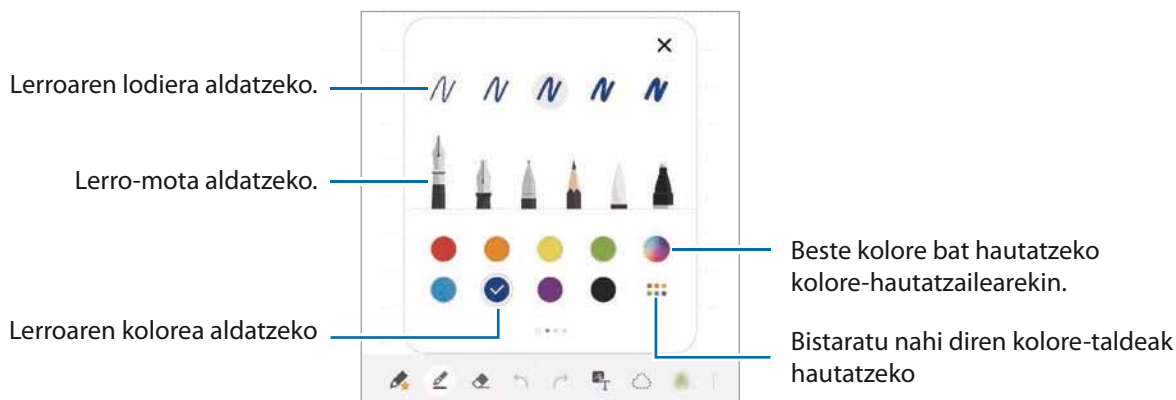 Lerroaren lodiera aldatzeko.
Lerro-mota aldatzeko.
Beste kolore bat hautatzeko
kolore-hautatzailearekin.
Lerroaren kolorea aldatzeko
Bistaratu nahi diren kolore-taldeak
hautatzeko